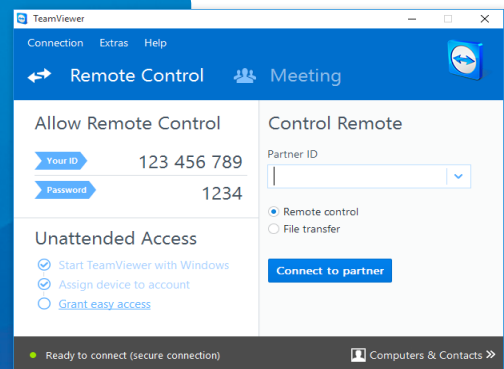 TeamViewer
Connection Extras Help
Remote Control Meeting
Allow Remote Control
Your ID 123 456 789
Password 1234
Unattended Access
Start TeamViewer with Windows
Assign device to account
Grant easy access
Control Remote
Partner ID
Remote control
File transfer
Connect to partner
Ready to connect (secure connection) Computers & Contacts